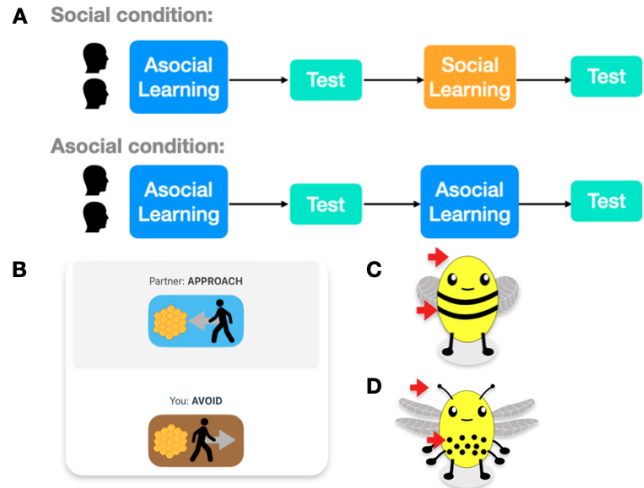 A
Social condition:
Asocial
Learning
Test
Social
Learning
Test
Asocial condition:
Asocial
Learning
Test
Asocial
Learning
Test
B
Partner: APPROACH
You: AVOID
C
D